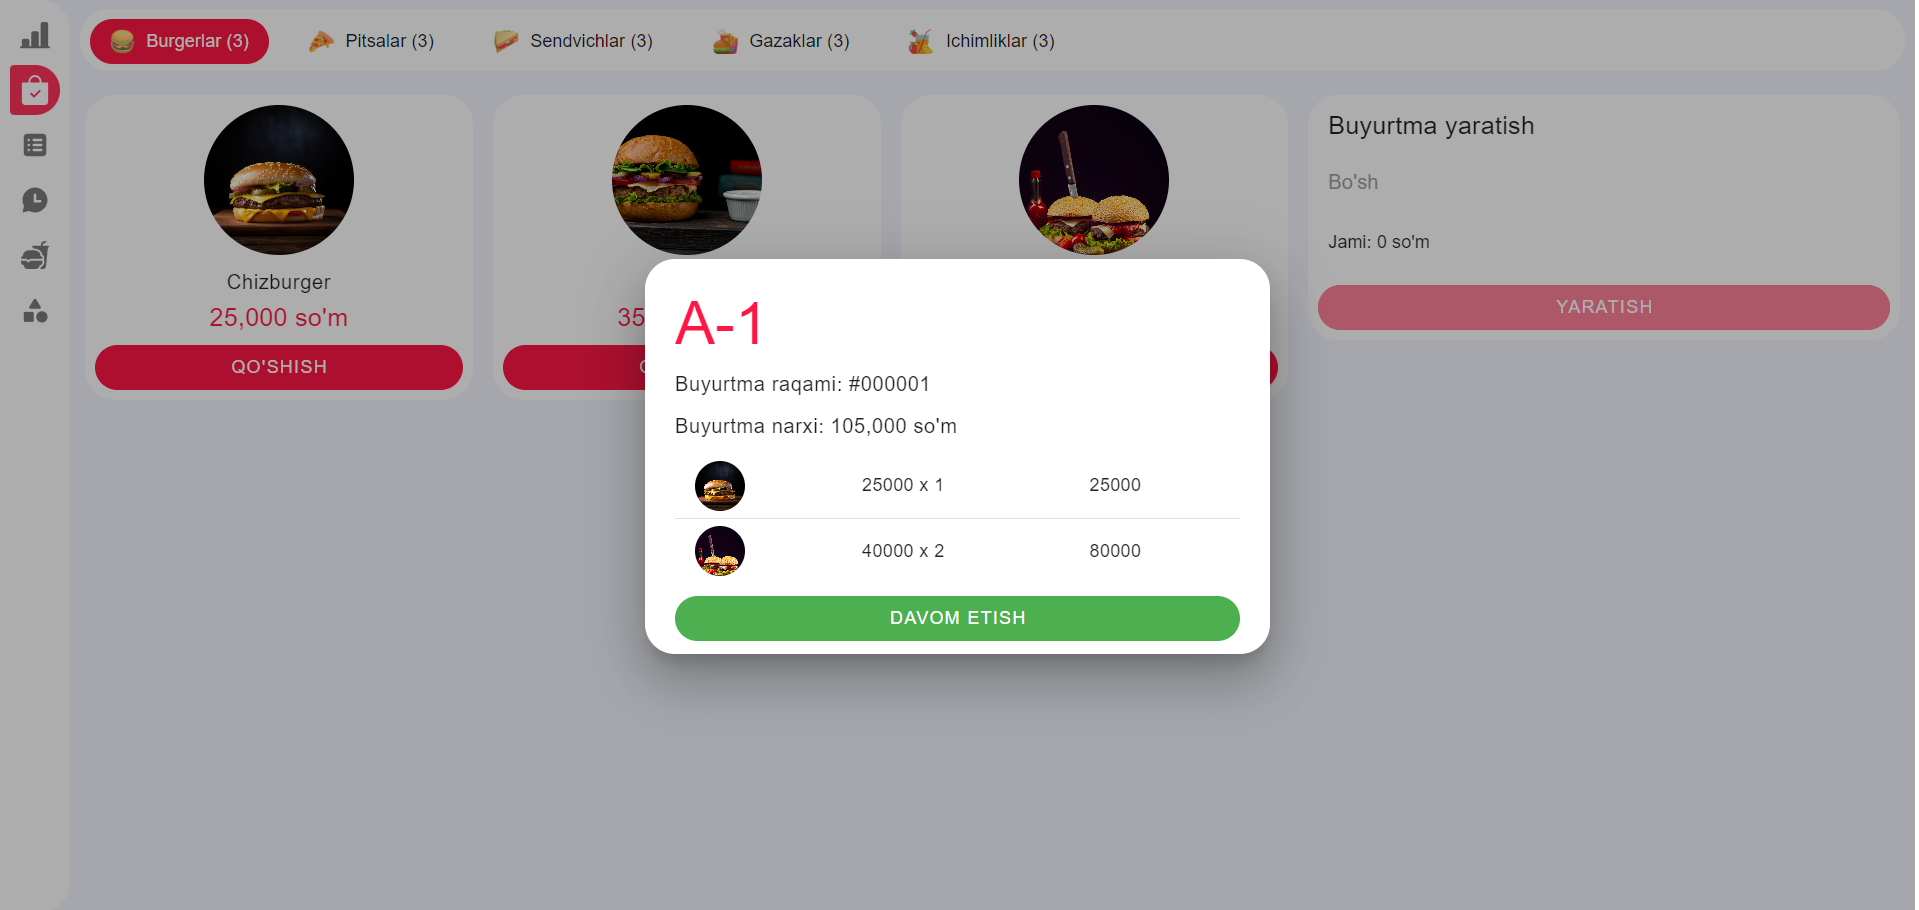 Burgerlar (3)
Pitsalar (3)
Sendvichlar (3)
Gazaklar (3)
Ichimliklar (3)
Chizburger
25,000 so'm
QO'SHISH
35
Buyurtma yaratish
Bo'sh
Jami: 0 so'm
YARATISH
A-1
Buyurtma raqami: #000001
Buyurtma narxi: 105,000 so'm
25000 x 1 25000
40000 x 2 80000
DAVOM ETISH